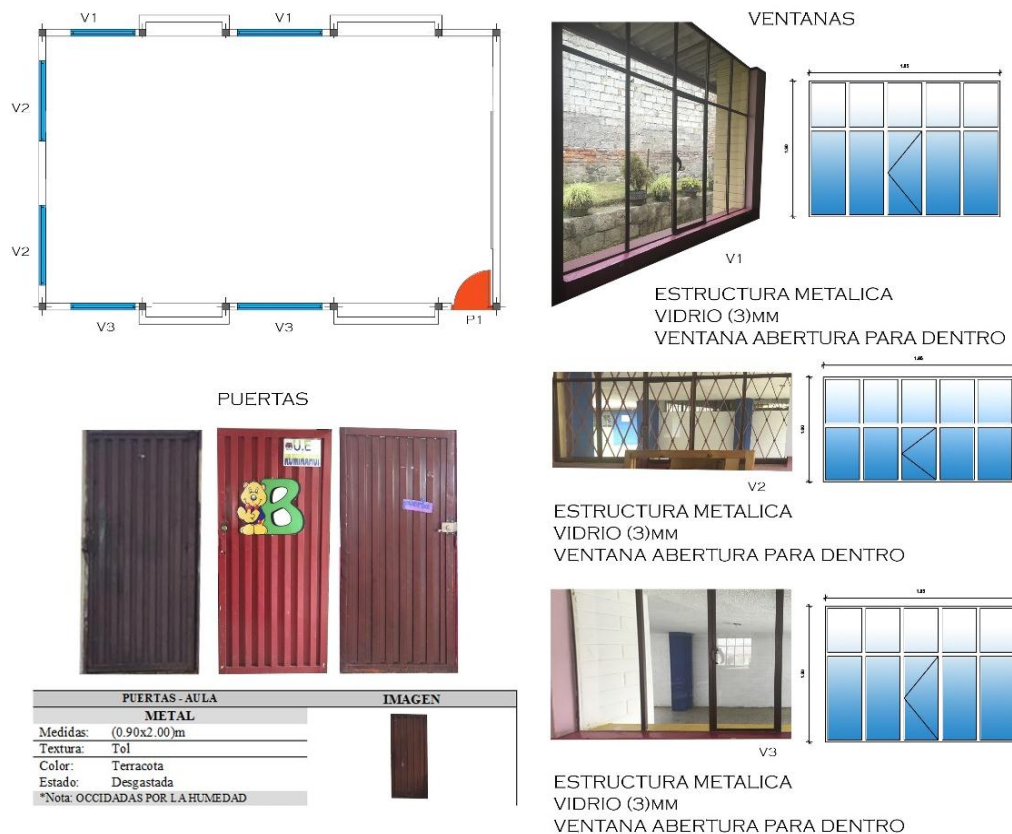 V1
V1
V2
V2
V3
V3
P1
VENTANAS
V1
ESTRUCTURA METALICA
VIDRIO (3)MM
VENTANA ABERTURA PARA DENTRO
V2
ESTRUCTURA METALICA
VIDRIO (3)MM
VENTANA ABERTURA PARA DENTRO
V3
ESTRUCTURA METALICA
VIDRIO (3)MM
VENTANA ABERTURA PARA DENTRO
PUERTAS
U.E
RUMIÑAHUI
B
PUERTAS - AULA
IMAGEN
METAL
Medidas: (0.90x2.00)m
Textura: Tol
Color: Terracota
Estado: Desgastada
*Nota: OCCIDADAS POR LA HUMEDAD